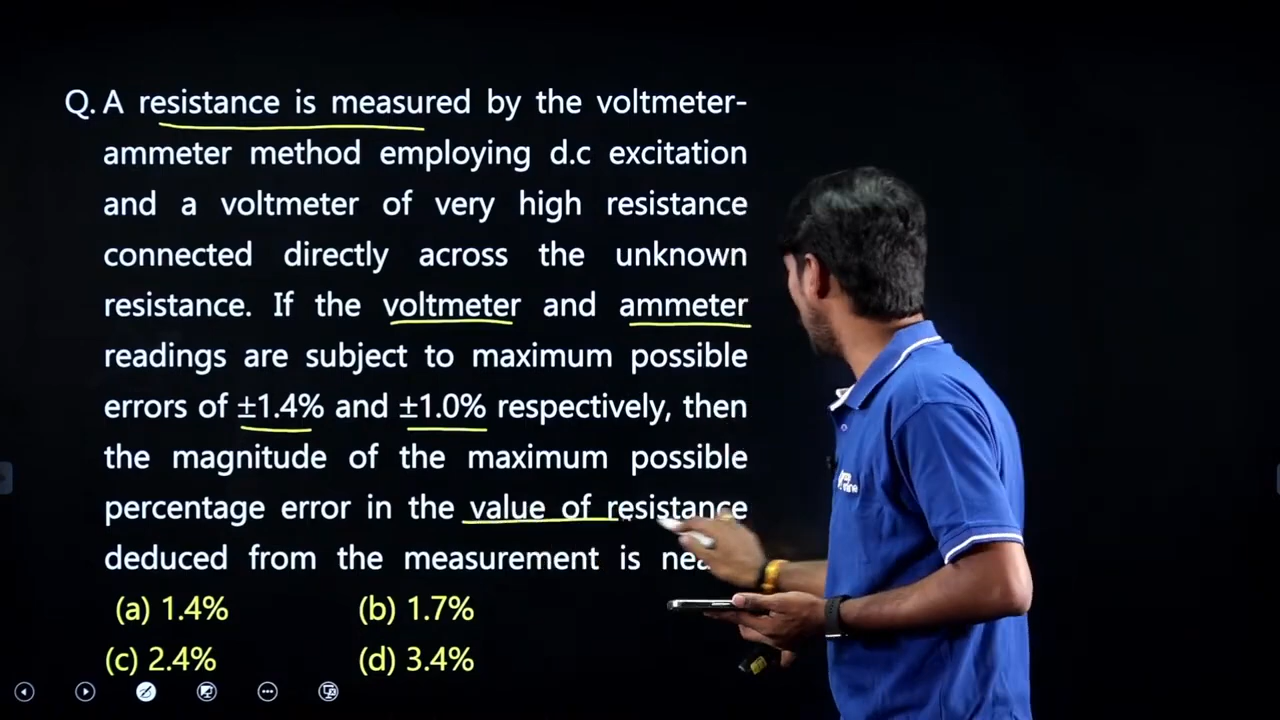 Q. A resistance is measured by the voltmeter-
ammeter method employing d.c excitation
and a voltmeter of very high resistance
connected directly across the unknown
resistance. If the voltmeter and ammeter
readings are subject to maximum possible
errors of ±1.4% and ±1.0% respectively, then
the magnitude of the maximum possible
percentage error in the value of resistance
deduced from the measurement is
(a) 1.4% (b) 1.7%
(c) 2.4% (d) 3.4%